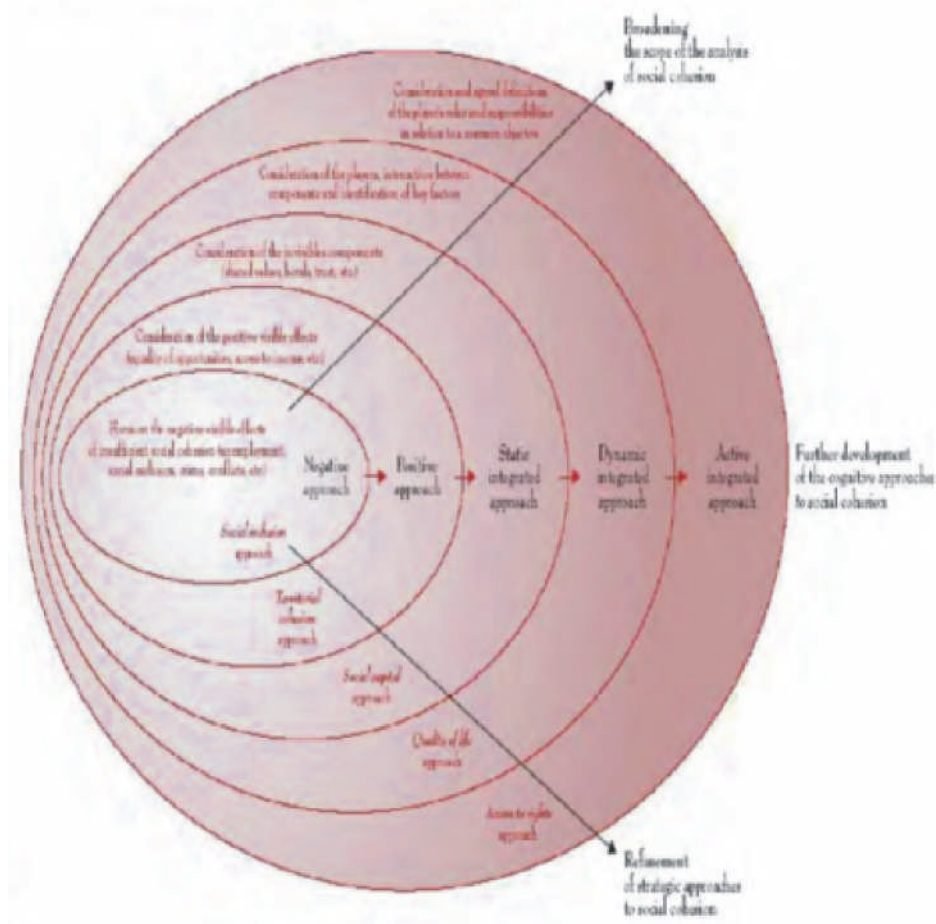 Broadening
the scope of the analysis
of social cohesion
Consideration and agreed definitions
of the players roles and responsibilities
in relation to a common objective
Consideration of the players, interaction between
components and identification of key factors
Consideration of the invisible components
(shared values, bonds, trust, etc.)
Consideration of the positive visible effects
(equality of opportunities, access to income, etc.)
Focus on the negative visible effects
of insufficient social cohesion (unemployment,
social exclusion, crime, conflicts, etc.)
Negative
approach
Positive
approach
Static
integrated
approach
Dynamic
integrated
approach
Active
integrated
approach
Further development
of the cognitive approaches
to social cohesion
Social
approach
Territorial
cohesion
approach
Social capital
approach
Quality of life
approach
Access to rights
approach
Refinement
of strategic approaches
to social cohesion